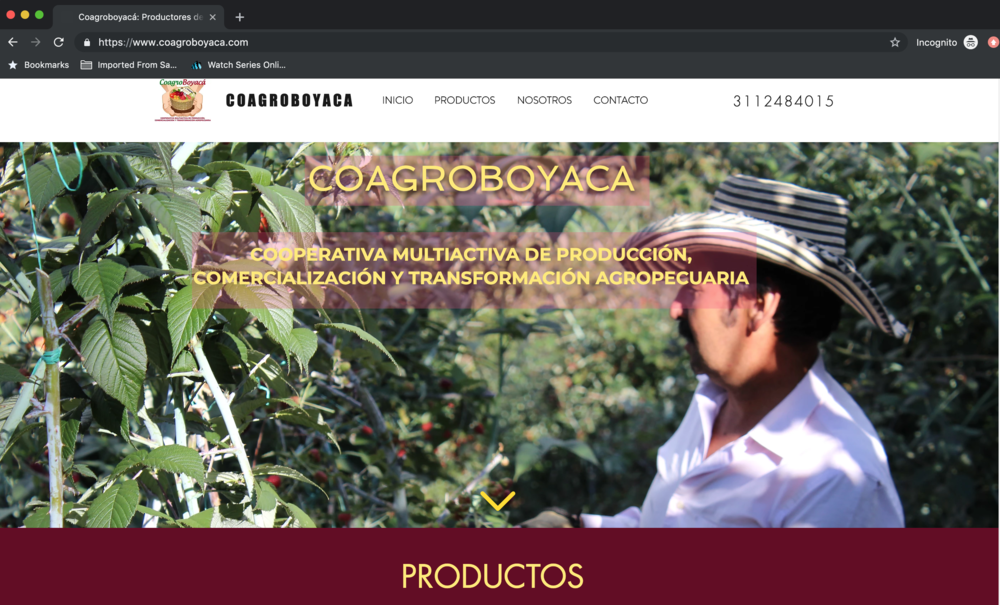 Coagroboyacá: Productores de
https://www.coagroboyaca.com
Incognito
Bookmarks
Imported From Sa...
Watch Series Onli...
CoagroBoyacá
COAGROBOYACA
INICIO
PRODUCTOS
NOSOTROS
CONTACTO
3112484015
COAGROBOYACA
COOPERATIVA MULTIACTIVA DE PRODUCCIÓN,
COMERCIALIZACIÓN Y TRANSFORMACIÓN AGROPECUARIA
PRODUCTOS